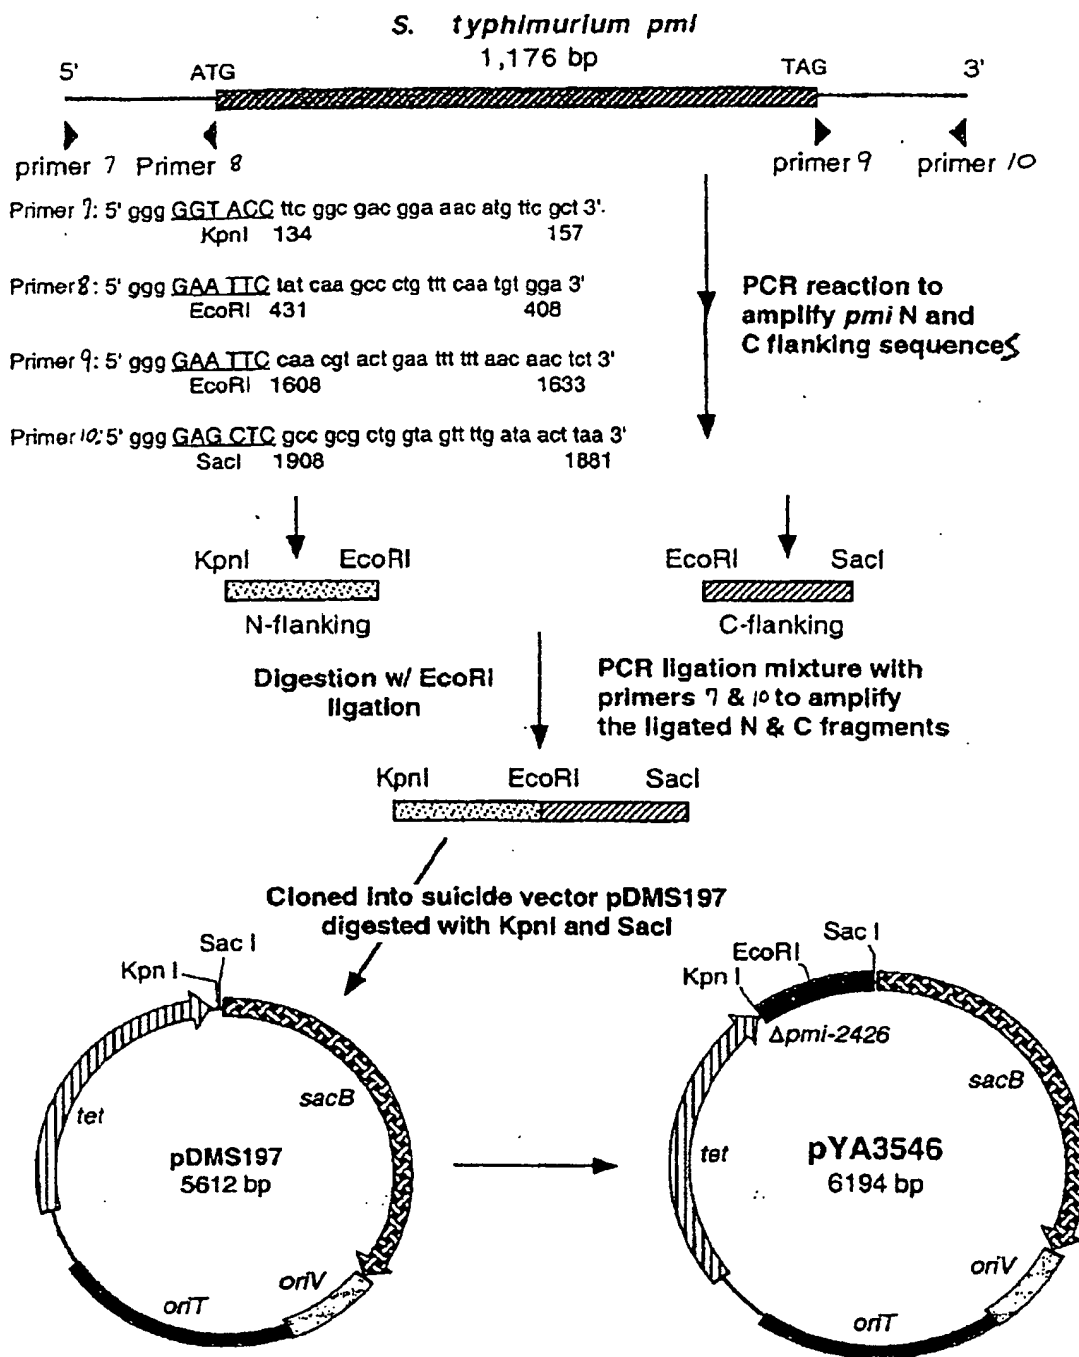 S. typhimurium pmi
1,176 bp
5' ATG TAG 3'
primer 7 Primer 8 primer 9 primer 10
Primer 7: 5' ggg GGT ACC ttc ggc gac gga aac atg ttc gct 3'.
KpnI 134 157
Primer 8: 5' ggg GAA TTC tat caa gcc ctg ttt caa tgt gga 3'
EcoRI 431 408
Primer 9: 5' ggg GAA TTC caa cgt act gaa ttt ttt aac aac tct 3'
EcoRI 1608 1633
Primer 10: 5' ggg GAG CTC gcc gcg ctg gta gtt ttg ata act taa 3'
SacI 1908 1881
PCR reaction to
amplify pmi N and
C flanking sequences
KpnI EcoRI
N-flanking
EcoRI SacI
C-flanking
Digestion w/ EcoRI
ligation
PCR ligation mixture with
primers 7 & 10 to amplify
the ligated N & C fragments
KpnI EcoRI SacI
Cloned into suicide vector pDMS197
digested with KpnI and SacI
Kpn I
Sac I
tet
sacB
pDMS197
5612 bp
oriV
oriT
Kpn I
EcoRI
Sac I
Δpmi-2426
sacB
tet
pYA3546
6194 bp
oriV
oriT